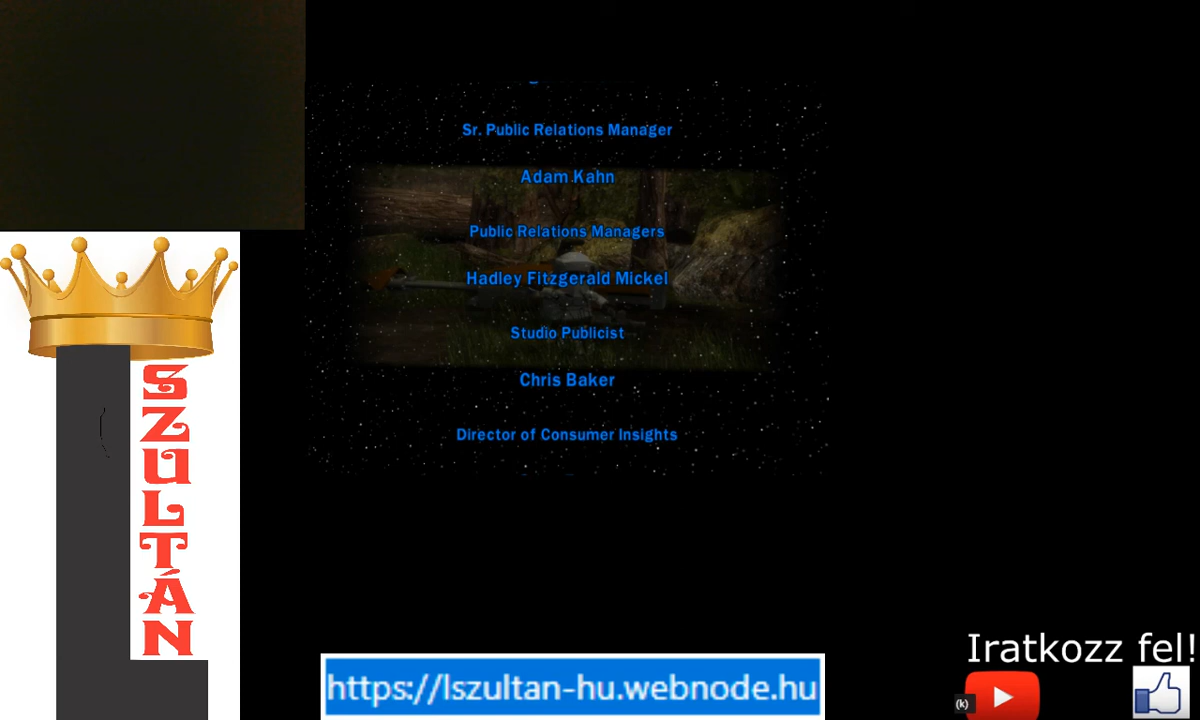 Sr. Public Relations Manager
Adam Kahn
Public Relations Managers
Hadley Fitzgerald Mickel
Studio Publicist
Chris Baker
Director of Consumer Insights
L
SZULTÁN
https://lszultan-hu.webnode.hu
Iratkozz fel!
(k)